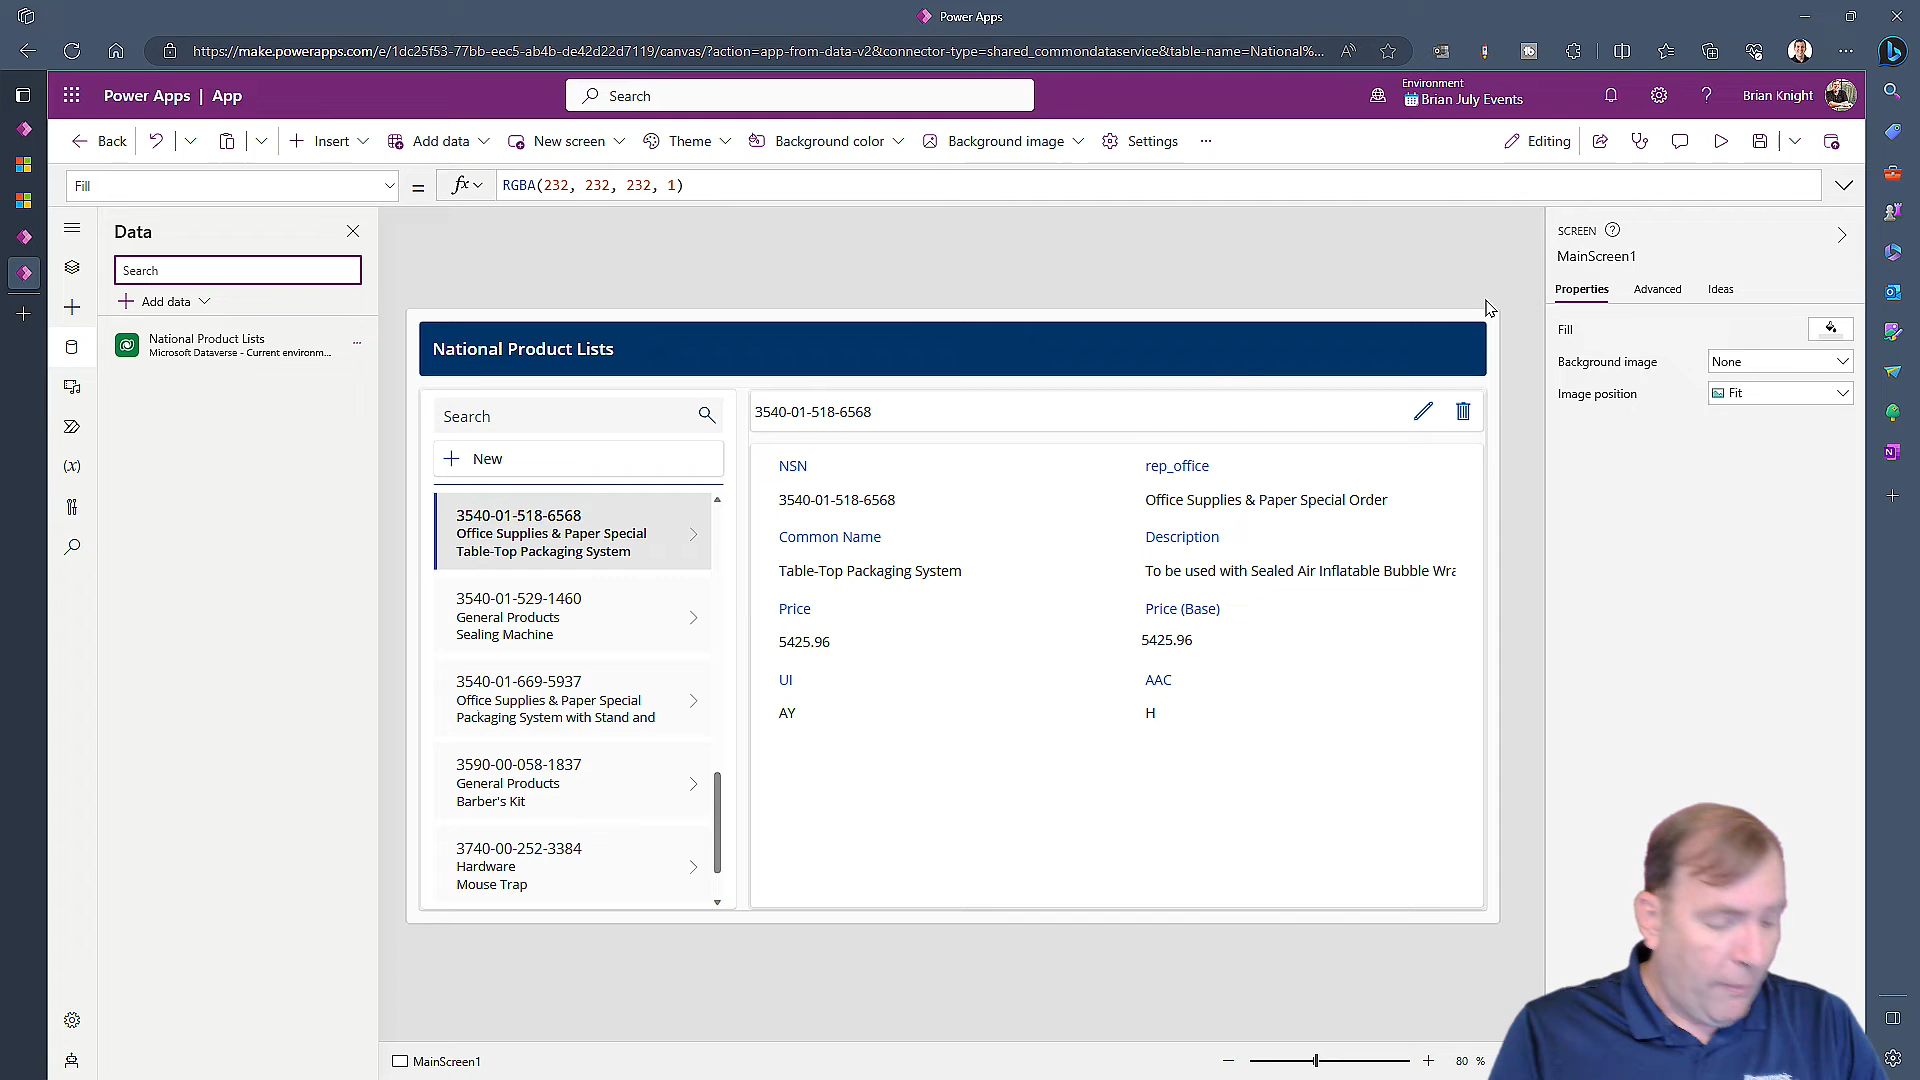 Power Apps
https://make.powerapps.com/e/1dc25f53-77bb-eec5-ab4b-de42d22d7119/canvas/?action=app-from-data-v2&connector-type=shared_commondataservice&table-name=National%...
Power Apps | App
Search
Environment
Brian July Events
Brian Knight
Back
Insert
Add data
New screen
Theme
Background color
Background image
Settings
Editing
Fill
=
fx
RGBA(232, 232, 232, 1)
Data
Search
Add data
National Product Lists
Microsoft Dataverse - Current environm...
National Product Lists
Search
New
3540-01-518-6568
Office Supplies & Paper Special
Table-Top Packaging System
3540-01-529-1460
General Products
Sealing Machine
3540-01-669-5937
Office Supplies & Paper Special
Packaging System with Stand and
3590-00-058-1837
General Products
Barber's Kit
3740-00-252-3384
Hardware
Mouse Trap
3540-01-518-6568
NSN
rep_office
3540-01-518-6568
Office Supplies & Paper Special Order
Common Name
Description
Table-Top Packaging System
To be used with Sealed Air Inflatable Bubble Wra
Price
Price (Base)
5425.96
5425.96
UI
AAC
AY
H
SCREEN
MainScreen1
Properties
Advanced
Ideas
Fill
Background image
None
Image position
Fit
MainScreen1
80 %